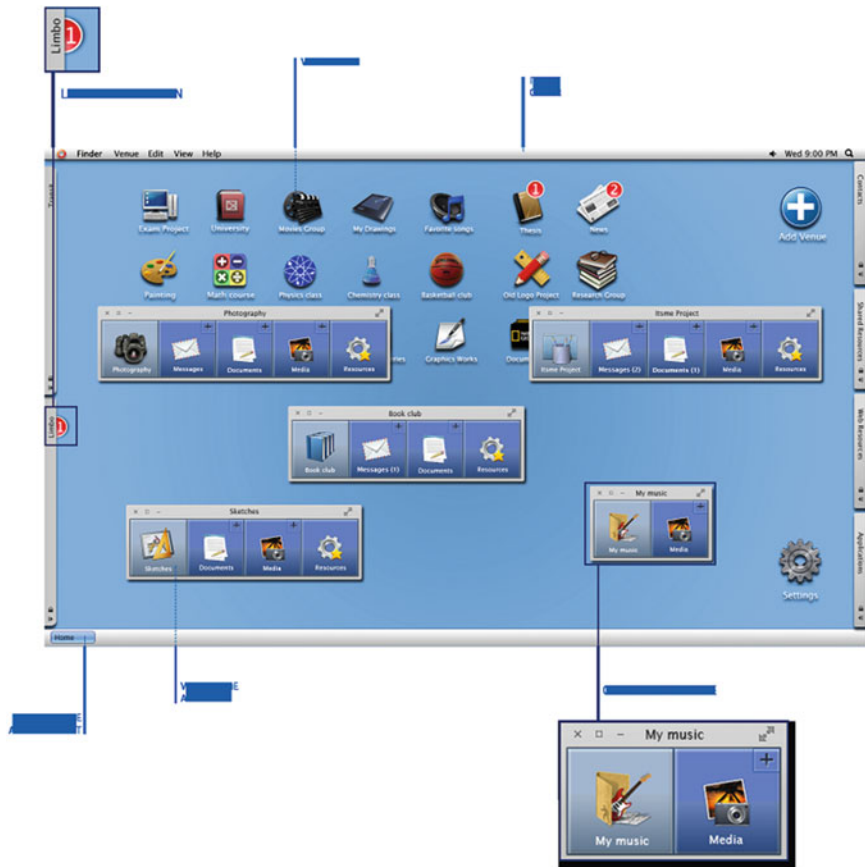 Limbo
1
Finder Venue Edit View Help
Wed 9:00 PM
1
2
Exam Project
University
Movies Group
My Drawings
Favorite songs
Thesis
News
Add Venue
Contacts
Painting
Math course
Physics class
Chemistry class
Basketball club
Old Logo Project
Research Group
Photography
Photography
Messages
Documents
Media
Resources
Graphics Works
Itsme Project
Itsme Project
Messages (2)
Documents (1)
Media
Resources
Shared Resources
Limbo
1
Book club
Book club
Messages (1)
Documents
Resources
Web Resources
Sketches
Sketches
Documents
Media
Resources
My music
My music
Media
Applications
Settings
Home
My music
My music
Media